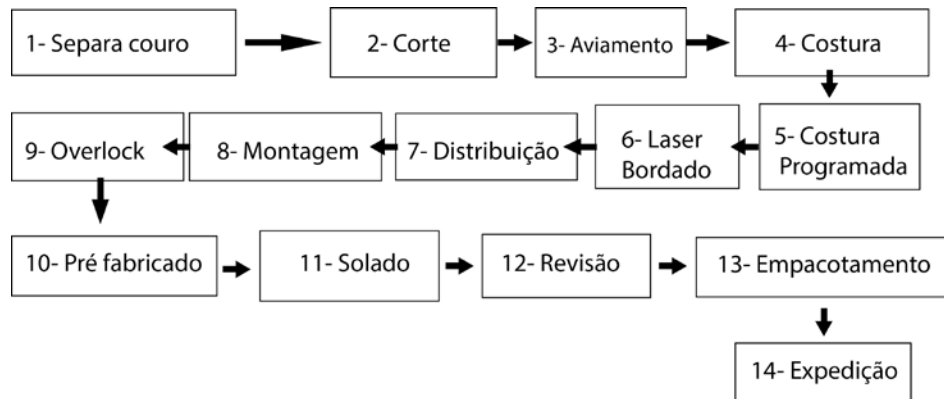 1- Separa couro
2- Corte
3- Aviamento
4- Costura
5- Costura
Programada
6- Laser
Bordado
7- Distribuição
8- Montagem
9- Overlock
10- Pré fabricado
11- Solado
12- Revisão
13- Empacotamento
14- Expedição